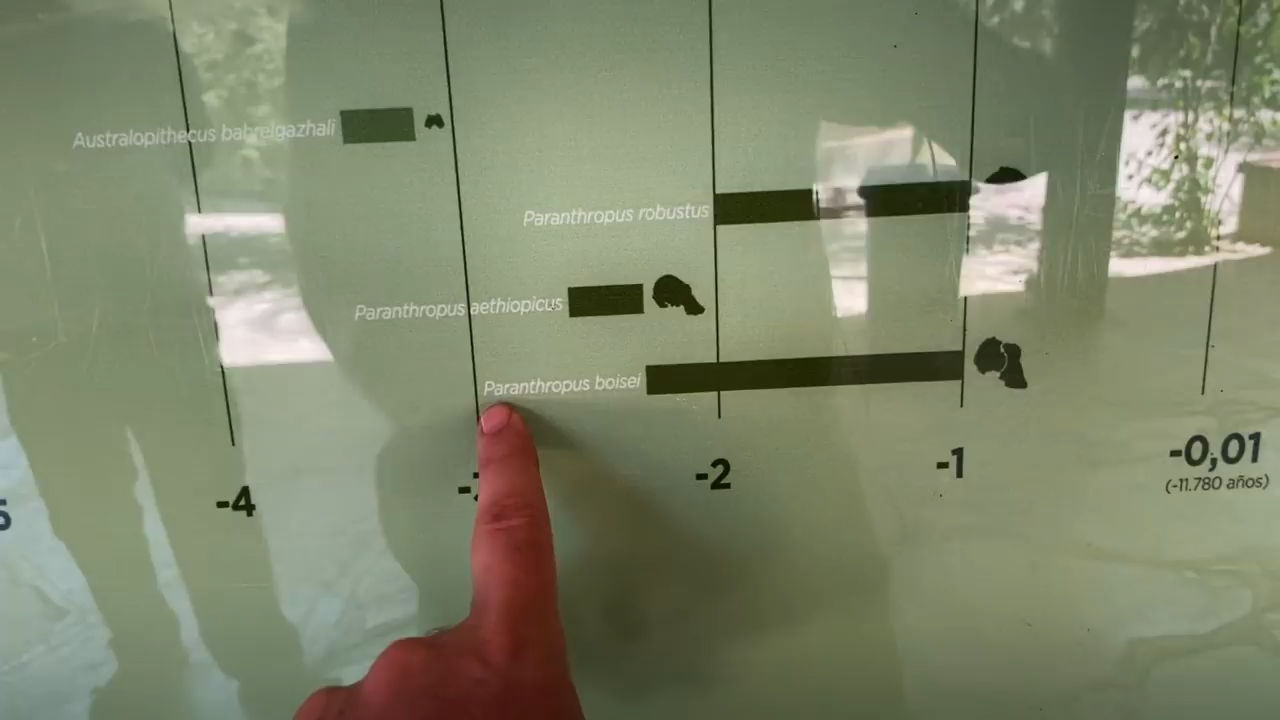 Australopithecus bahrelgazhali
Paranthropus robustus
Paranthropus aethiopicus
Paranthropus boisei
-4
-2
-1
-0,01
(-11.780 años)